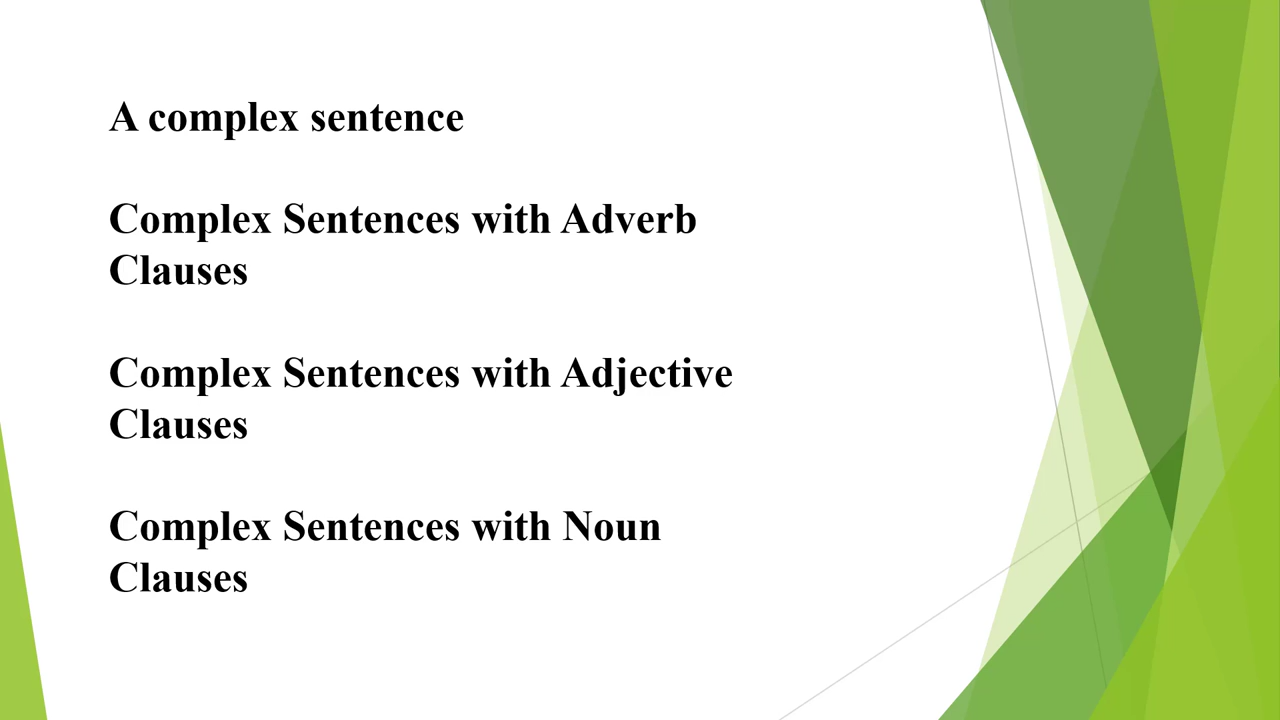 A complex sentence
Complex Sentences with Adverb
Clauses
Complex Sentences with Adjective
Clauses
Complex Sentences with Noun
Clauses